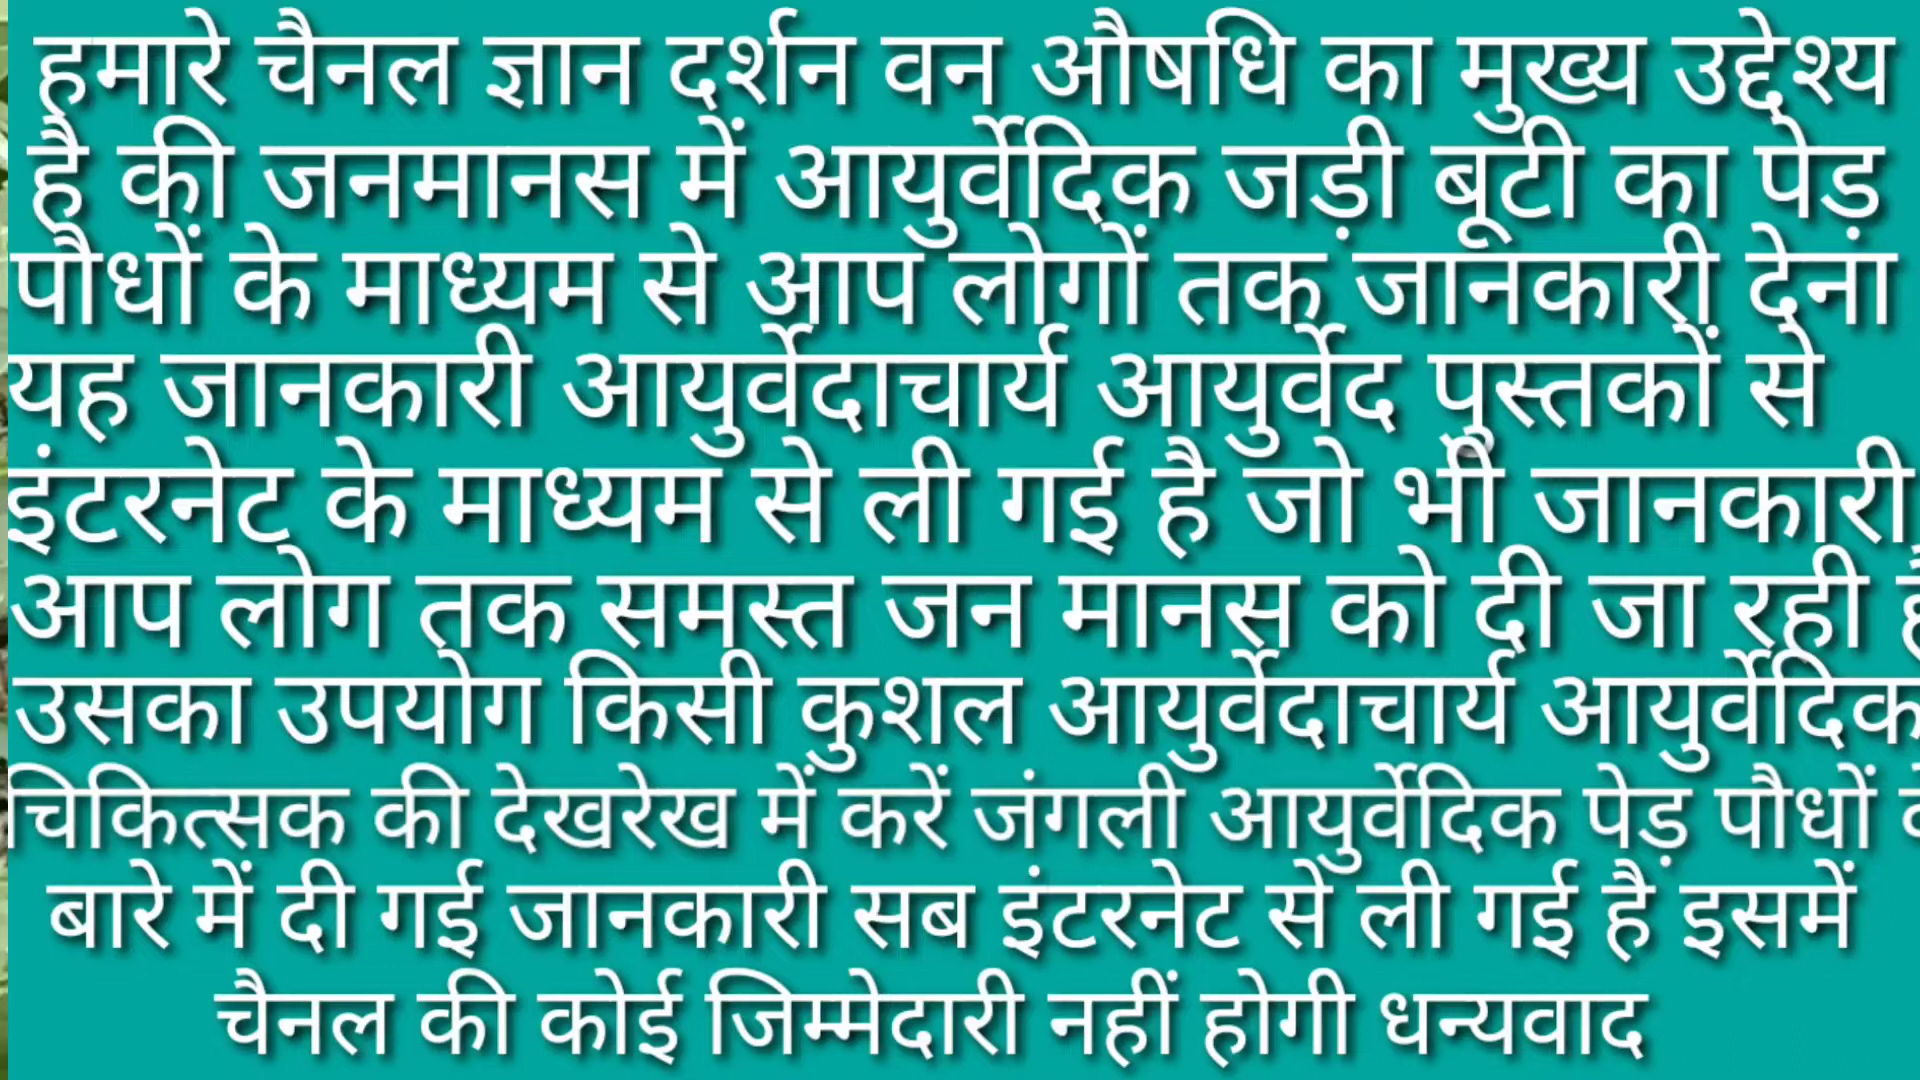 हमारे चैनल ज्ञान दर्शन वन औषधि का मुख्य उद्देश्य
है की जनमानस में आयुर्वेदिक जड़ी बूटी का पेड़
पौधों के माध्यम से आप लोगों तक जानकारी देना
यह जानकारी आयुर्वेदाचार्य आयुर्वेद पुस्तकों से
इंटरनेट के माध्यम से ली गई है जो भी जानकारी
आप लोग तक समस्त जन मानस को दी जा रही
उसका उपयोग किसी कुशल आयुर्वेदाचार्य आयुर्वेदिक
चिकित्सक की देखरेख में करें जंगली आयुर्वेदिक पेड़ पौधों
बारे में दी गई जानकारी सब इंटरनेट से ली गई है इसमें
चैनल की कोई जिम्मेदारी नहीं होगी धन्यवाद